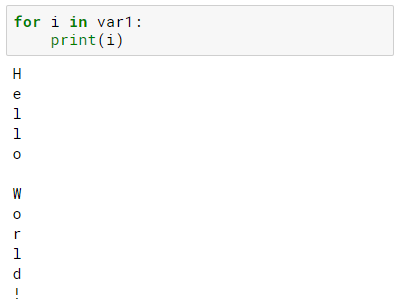 for i in var1:
    print(i)
H
e
l
l
o

W
o
r
l
d
!